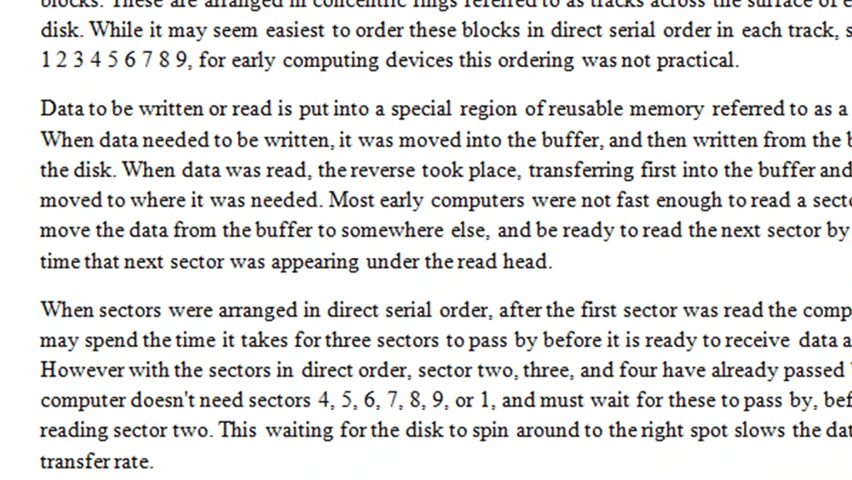 blocks. These are arranged in concentric rings referred to as tracks across the surface of e
disk. While it may seem easiest to order these blocks in direct serial order in each track, s
1 2 3 4 5 6 7 8 9, for early computing devices this ordering was not practical.
Data to be written or read is put into a special region of reusable memory referred to as a
When data needed to be written, it was moved into the buffer, and then written from the b
the disk. When data was read, the reverse took place, transferring first into the buffer and
moved to where it was needed. Most early computers were not fast enough to read a secto
move the data from the buffer to somewhere else, and be ready to read the next sector by
time that next sector was appearing under the read head.
When sectors were arranged in direct serial order, after the first sector was read the comp
may spend the time it takes for three sectors to pass by before it is ready to receive data a
However with the sectors in direct order, sector two, three, and four have already passed
computer doesn't need sectors 4, 5, 6, 7, 8, 9, or 1, and must wait for these to pass by, bef
reading sector two. This waiting for the disk to spin around to the right spot slows the dat
transfer rate.